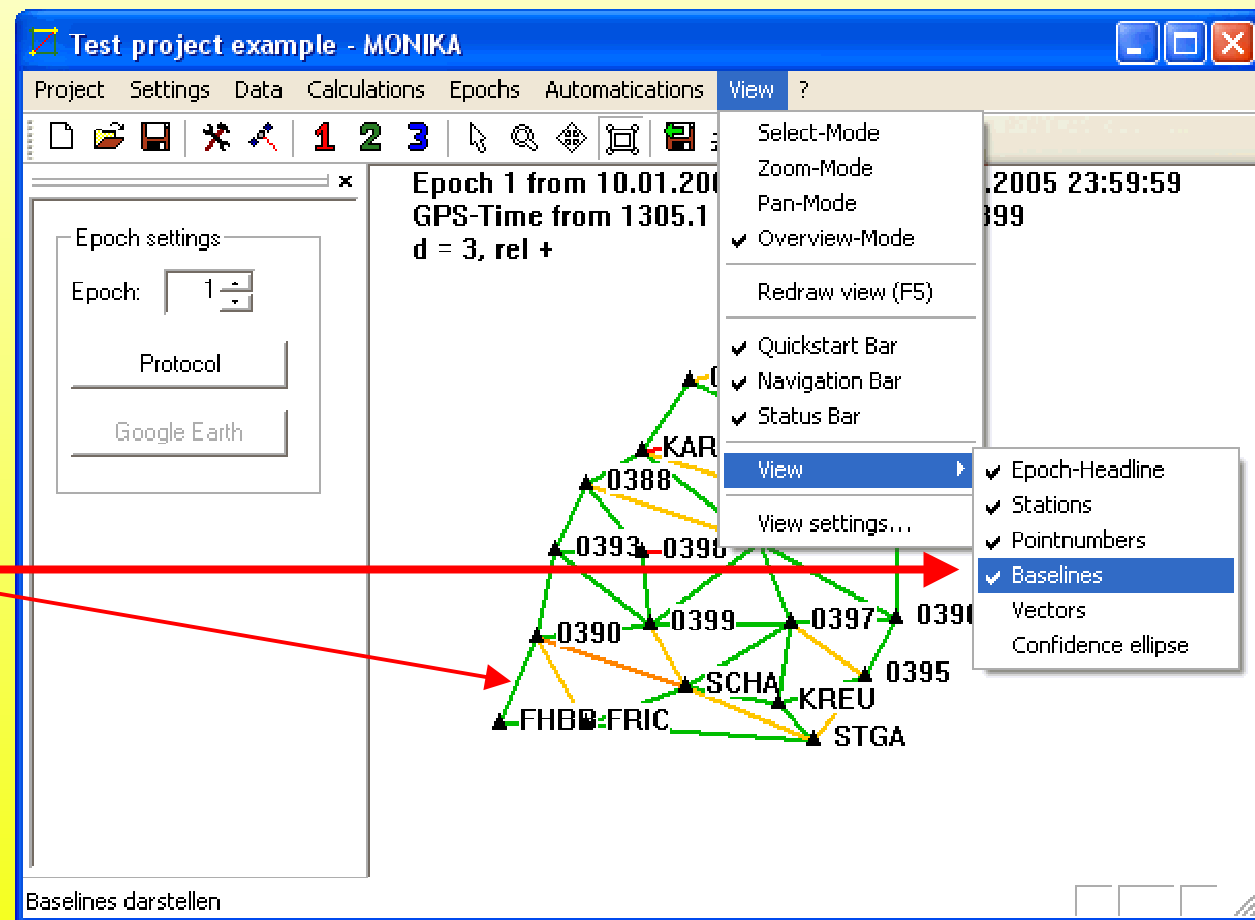 Test project example - MONIKA
Project Settings Data Calculations Epochs Automatications View ?
1 2 3
Epoch 1 from 10.01.200 .2005 23:59:59
GPS-Time from 1305.1 399
d = 3, rel +
Epoch settings
Epoch: 1
Protocol
Google Earth
Select-Mode
Zoom-Mode
Pan-Mode
Overview-Mode
Redraw view (F5)
Quickstart Bar
Navigation Bar
Status Bar
View
View settings...
Epoch-Headline
Stations
Pointnumbers
Baselines
Vectors
Confidence ellipse
KAR
0388
0393 0398
0390 0399 0397 039
SCHA KREU 0395
FHBB FRIC STGA
Baselines darstellen